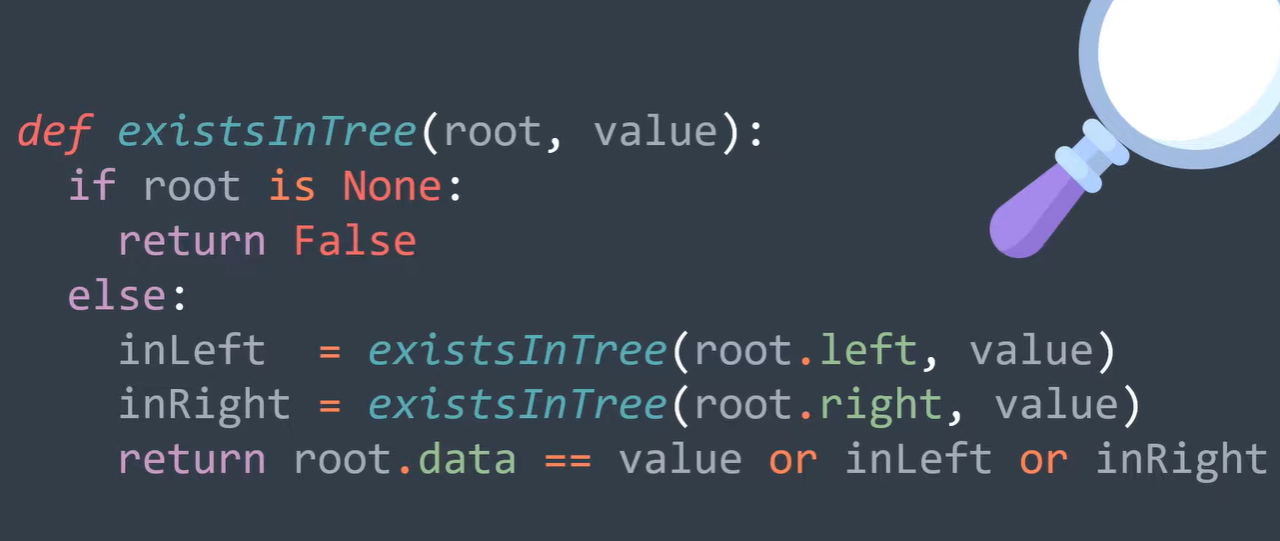 def existsInTree(root, value):
  if root is None:
    return False
  else:
    inLeft  = existsInTree(root.left, value)
    inRight = existsInTree(root.right, value)
    return root.data == value or inLeft or inRight